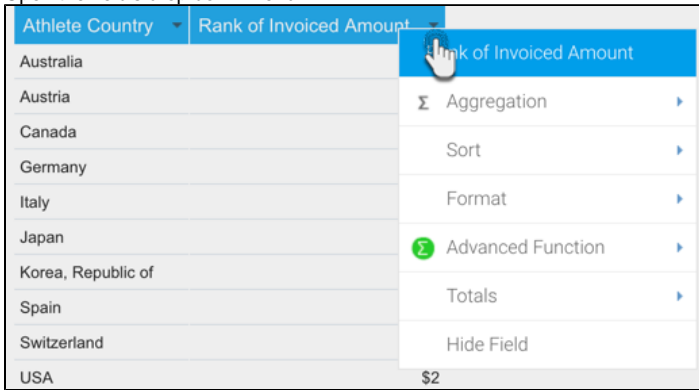 Athlete Country Rank of Invoiced Amount
Australia
Austria
Canada
Germany
Italy
Japan
Korea, Republic of
Spain
Switzerland
USA $2
of Invoiced Amount
Σ Aggregation
Sort
Format
Σ Advanced Function
Totals
Hide Field